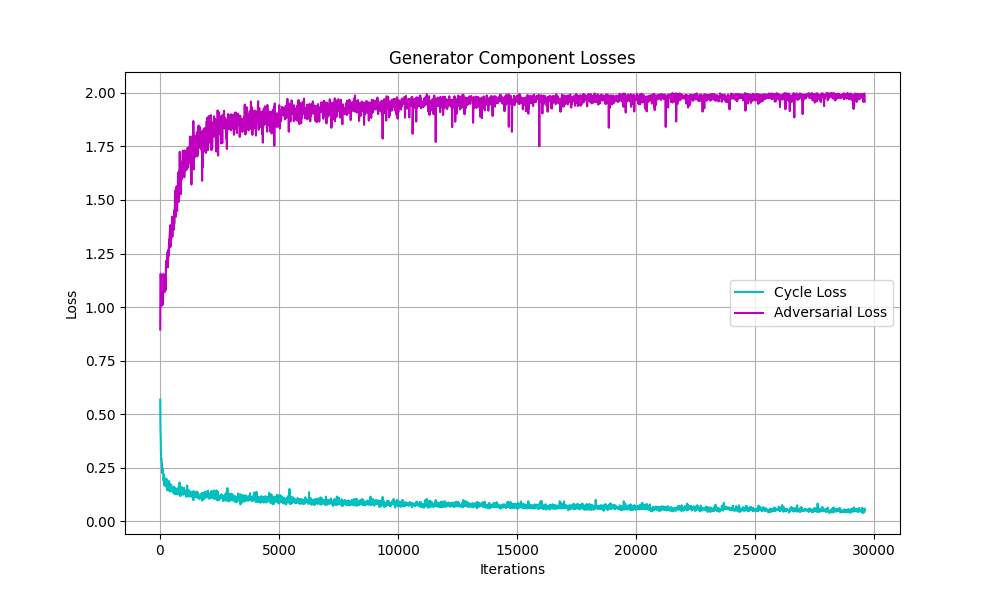 Generator Component Losses
2.00
1.75
1.50
1.25
1.00
0.75
0.50
0.25
0.00
Loss
Cycle Loss
Adversarial Loss
0 5000 10000 15000 20000 25000 30000
Iterations